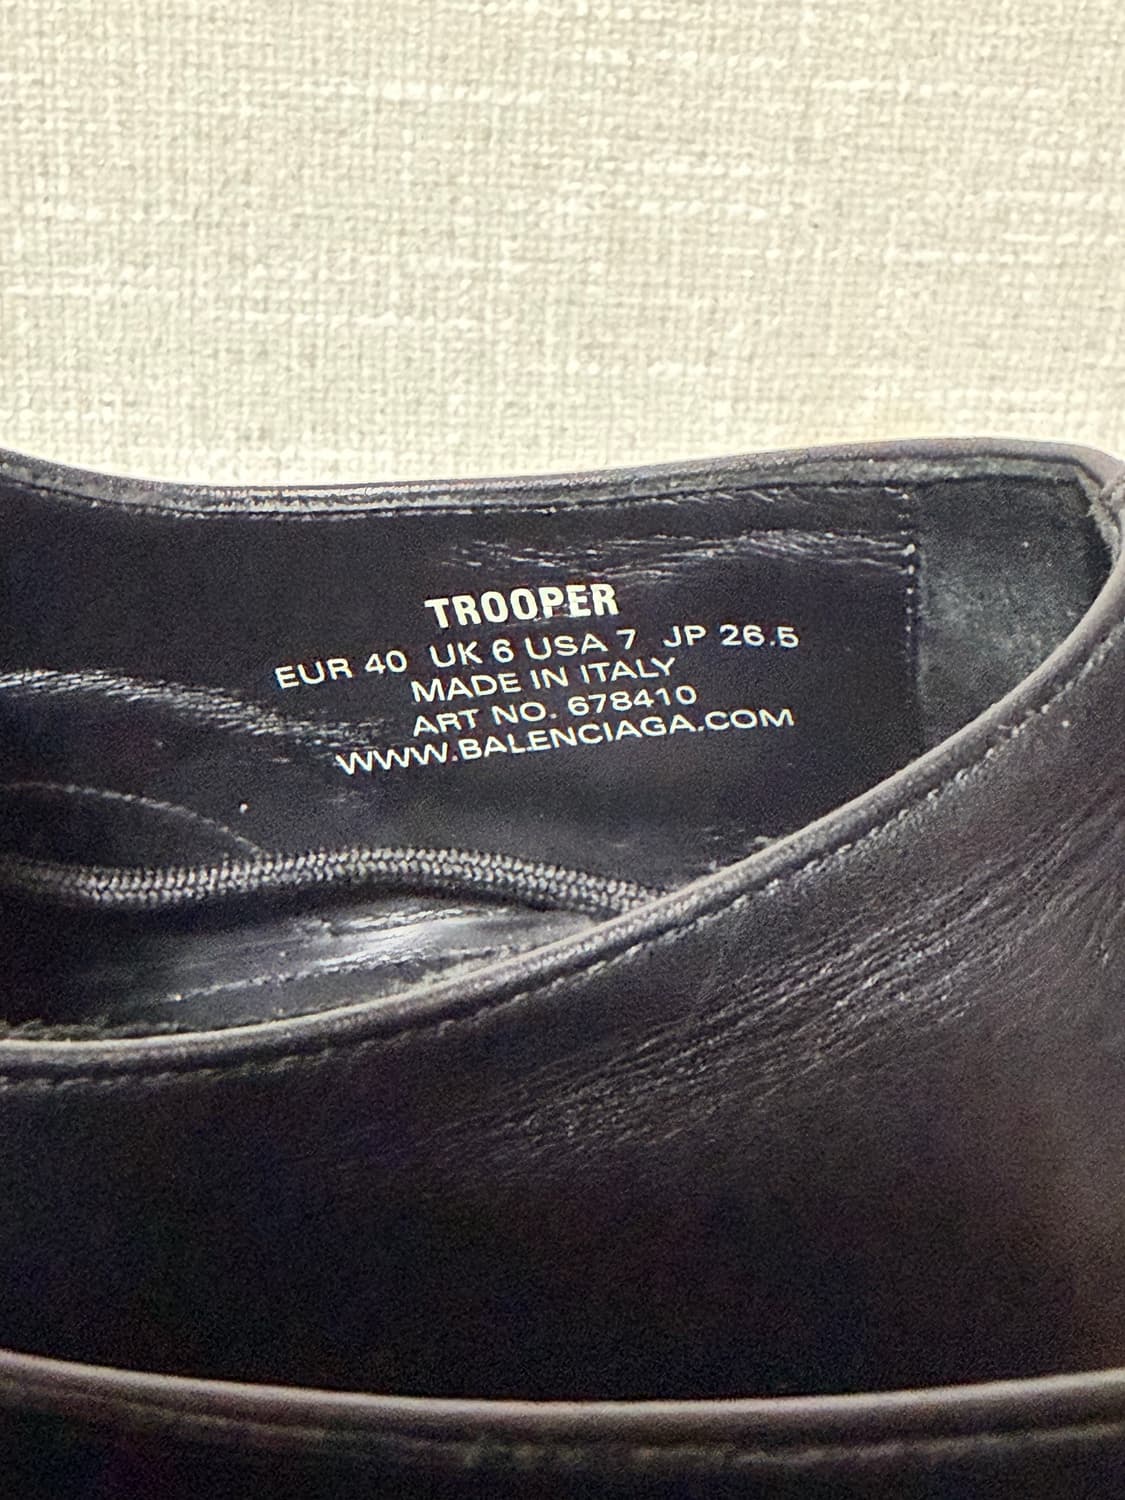 TROOPER
EUR 40 UK 6 USA 7 JP 26.5
MADE IN ITALY
ART NO. 678410
WWW.BALENCIAGA.COM